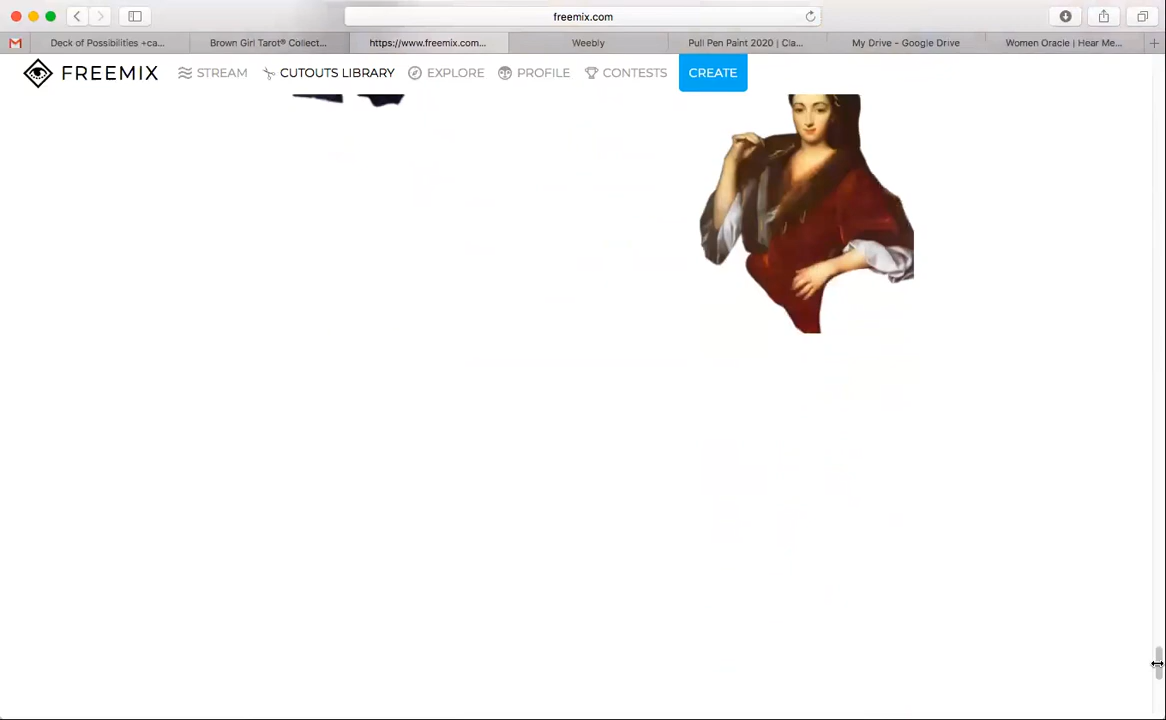 freemix.com
Deck of Possibilities +ca...
Brown Girl Tarot® Collect...
https://www.freemix.com...
Weebly
Pull Pen Paint 2020 | Cla...
My Drive - Google Drive
Women Oracle | Hear Me...
FREEMIX
STREAM
CUTOUTS LIBRARY
EXPLORE
PROFILE
CONTESTS
CREATE